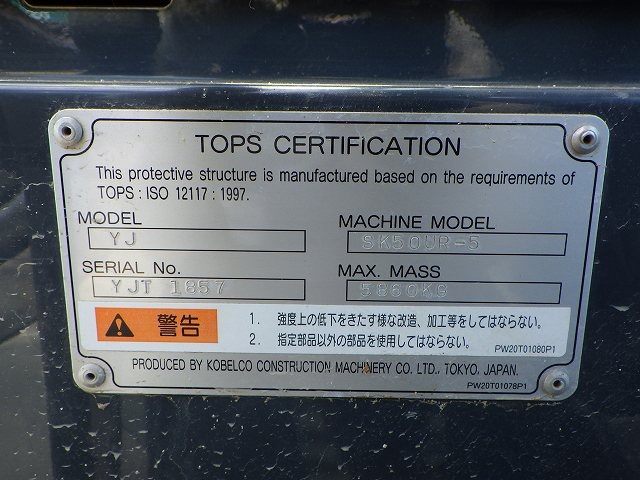 TOPS CERTIFICATION
This protective structure is manufactured based on the requirements of
TOPS : ISO 12117 : 1997.
MODEL
YJ
MACHINE MODEL
SK50UR-5
SERIAL No.
YJT 1857
MAX. MASS
5860KG
警告
1. 強度上の低下をきたす様な改造、加工等をしてはならない。
2. 指定部品以外の部品を使用してはならない。
PW20T01080P1
PRODUCED BY KOBELCO CONSTRUCTION MACHINERY CO. LTD., TOKYO, JAPAN.
PW20T01078P1